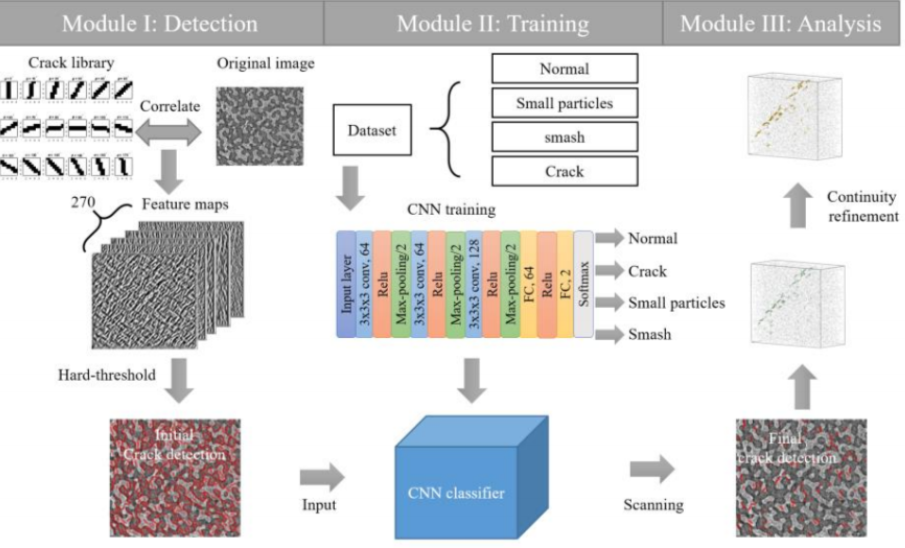 Module I: Detection
Module II: Training
Module III: Analysis
Crack library
Original image
Correlate
270
Feature maps
Hard-threshold
Initial
Crack detection
Input
Dataset
Normal
Small particles
smash
Crack
CNN training
Input layer
3x3x3 conv, 64
Relu
Max-pooling/2
3x3x3 conv, 64
Relu
Max-pooling/2
3x3x3 conv, 128
Relu
Max-pooling/2
FC, 64
Relu
FC, 2
Softmax
Normal
Crack
Small particles
Smash
CNN classifier
Scanning
Continuity
refinement
Final
crack detection